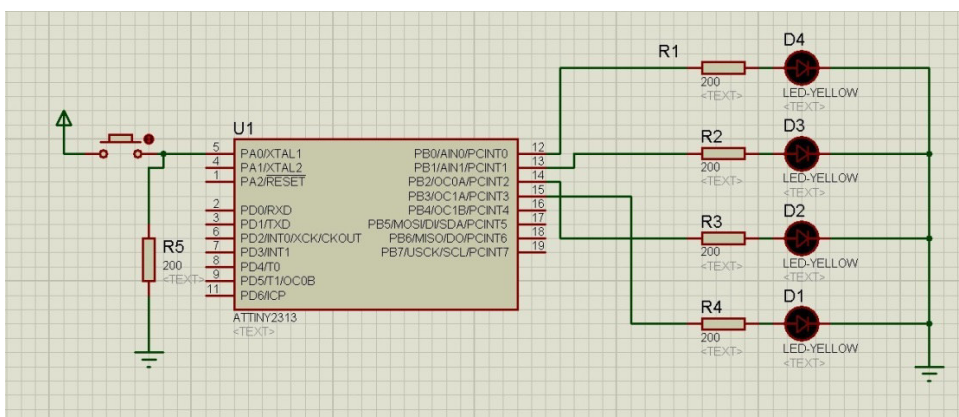 R1
200
<TEXT>
D4
LED-YELLOW
<TEXT>
R2
200
<TEXT>
D3
LED-YELLOW
<TEXT>
R3
200
<TEXT>
D2
LED-YELLOW
<TEXT>
R4
200
<TEXT>
D1
LED-YELLOW
<TEXT>
U1
5 PA0/XTAL1
4 PA1/XTAL2
1 PA2/RESET
2 PD0/RXD
3 PD1/TXD
6 PD2/INT0/XCK/CKOUT
7 PD3/INT1
8 PD4/T0
9 PD5/T1/OC0B
11 PD6/ICP
PB0/AIN0/PCINT0 12
PB1/AIN1/PCINT1 13
PB2/OC0A/PCINT2 14
PB3/OC1A/PCINT3 15
PB4/OC1B/PCINT4 16
PB5/MOSI/DI/SDA/PCINT5 17
PB6/MISO/DO/PCINT6 18
PB7/USCK/SCL/PCINT7 19
ATTINY2313
<TEXT>
R5
200
<TEXT>